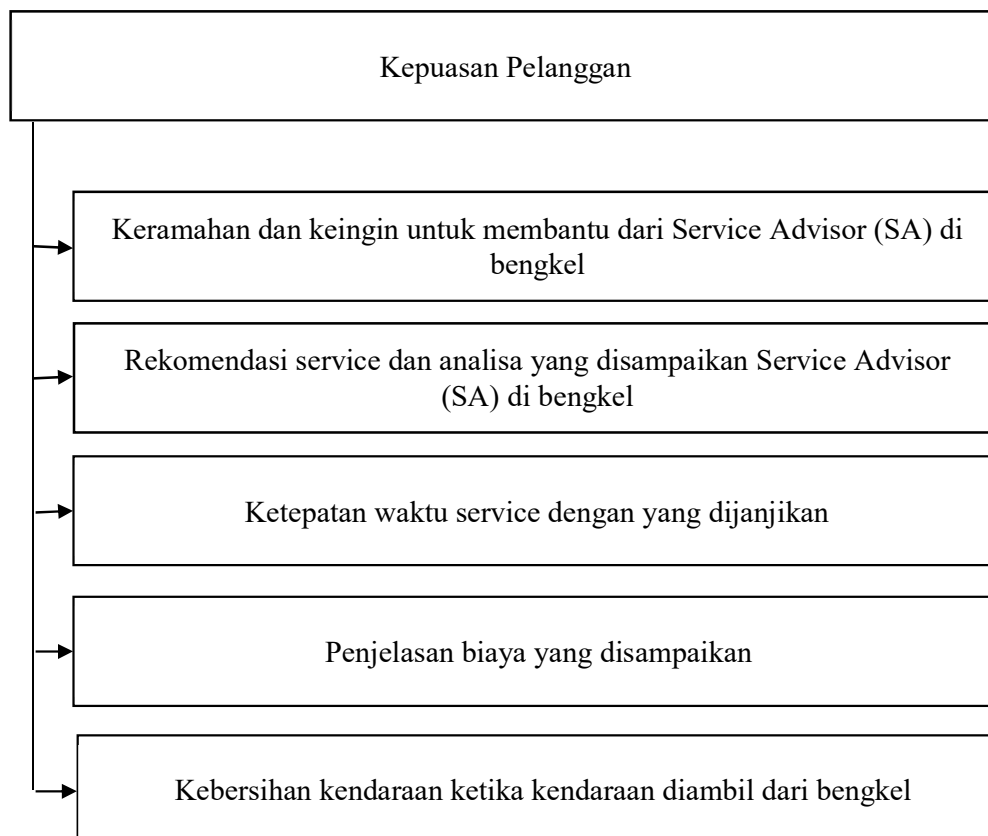 Kepuasan Pelanggan
Keramahan dan keingin untuk membantu dari Service Advisor (SA) di
bengkel
Rekomendasi service dan analisa yang disampaikan Service Advisor
(SA) di bengkel
Ketepatan waktu service dengan yang dijanjikan
Penjelasan biaya yang disampaikan
Kebersihan kendaraan ketika kendaraan diambil dari bengkel